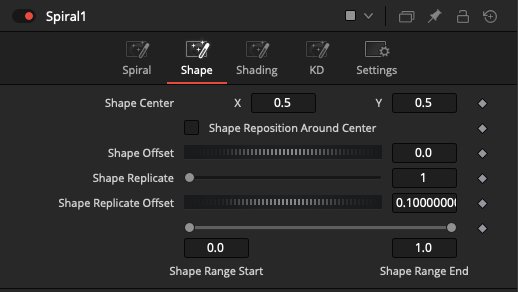 Spiral1
Spiral Shape Shading KD Settings
Shape Center X 0.5 Y 0.5
Shape Reposition Around Center
Shape Offset 0.0
Shape Replicate 1
Shape Replicate Offset 0.1000000
0.0 1.0
Shape Range Start Shape Range End